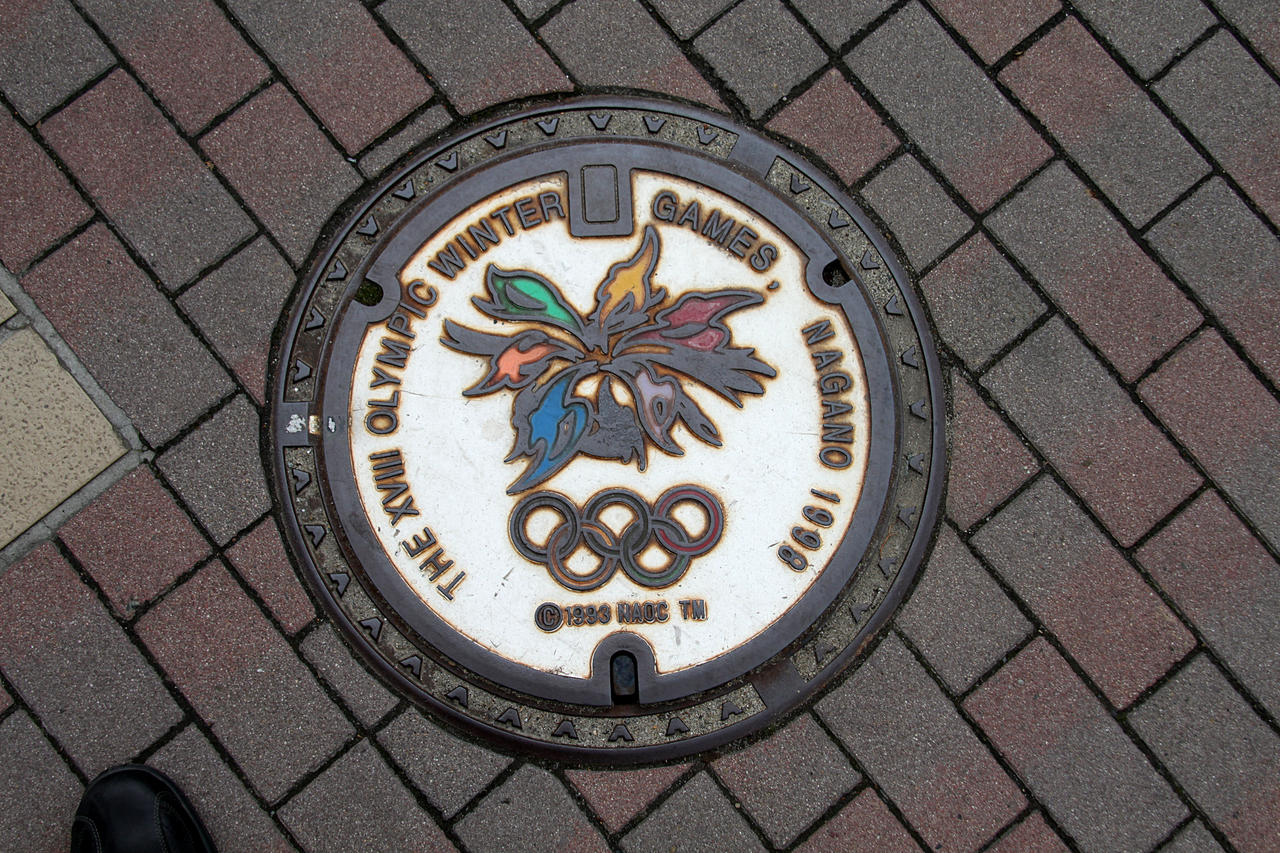 THE XVIII OLYMPIC WINTER GAMES, NAGANO 1998
©1993 NAOC TM